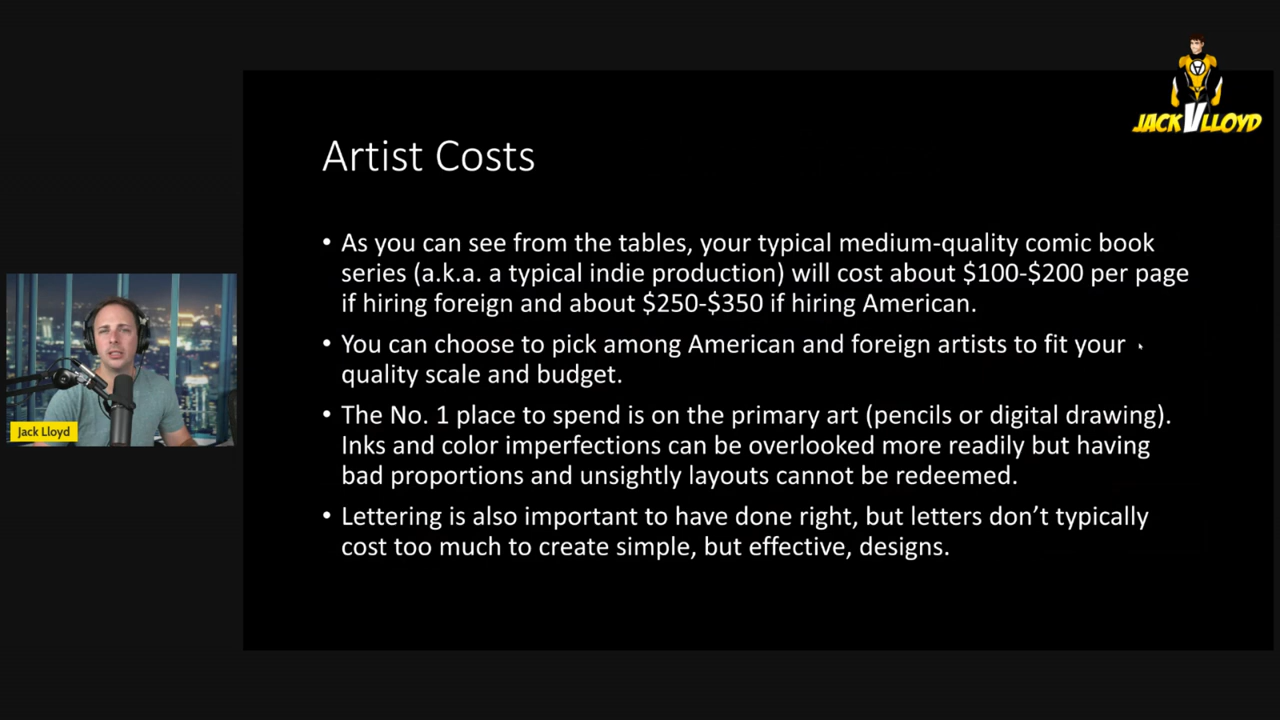 JACK V LLOYD
Artist Costs
• As you can see from the tables, your typical medium-quality comic book
series (a.k.a. a typical indie production) will cost about $100-$200 per page
if hiring foreign and about $250-$350 if hiring American.
• You can choose to pick among American and foreign artists to fit your
quality scale and budget.
• The No. 1 place to spend is on the primary art (pencils or digital drawing).
Inks and color imperfections can be overlooked more readily but having
bad proportions and unsightly layouts cannot be redeemed.
• Lettering is also important to have done right, but letters don’t typically
cost too much to create simple, but effective, designs.
Jack Lloyd